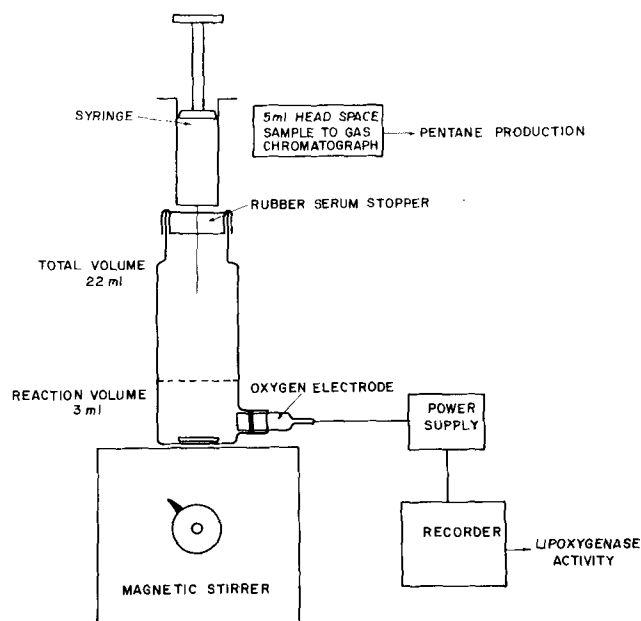 SYRINGE
5ml HEAD SPACE
SAMPLE TO GAS
CHROMATOGRAPH
PENTANE PRODUCTION
RUBBER SERUM STOPPER
TOTAL VOLUME
22 ml
REACTION VOLUME
3 ml
OXYGEN ELECTRODE
POWER
SUPPLY
RECORDER
LIPOXYGENASE
ACTIVITY
MAGNETIC STIRRER